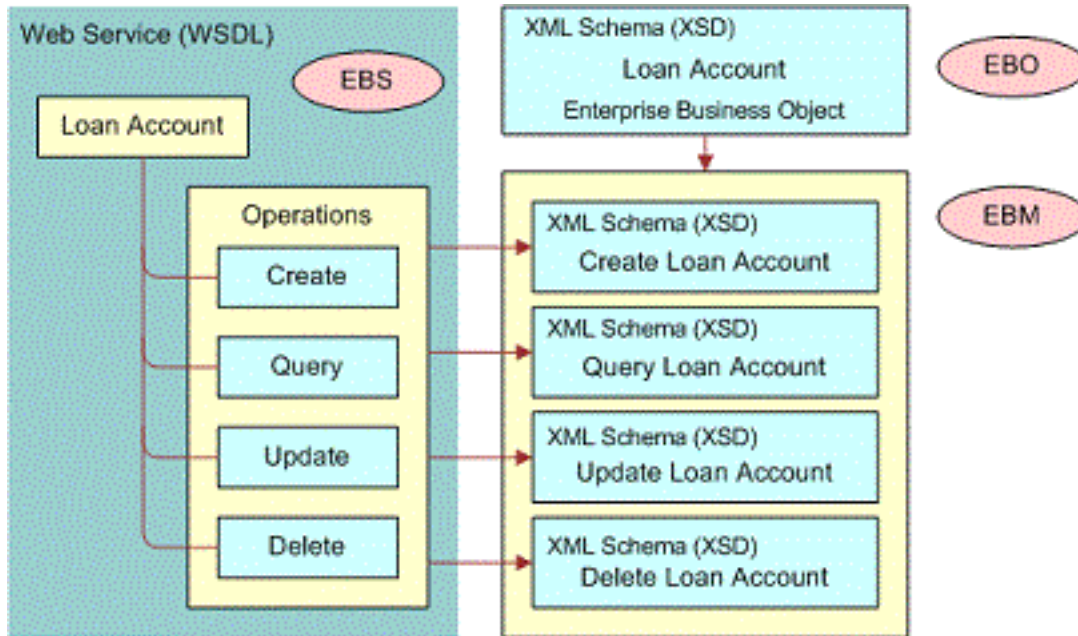 Web Service (WSDL)
EBS
Loan Account
Operations
Create
Query
Update
Delete
XML Schema (XSD)
Loan Account
Enterprise Business Object
EBO
EBM
XML Schema (XSD)
Create Loan Account
XML Schema (XSD)
Query Loan Account
XML Schema (XSD)
Update Loan Account
XML Schema (XSD)
Delete Loan Account